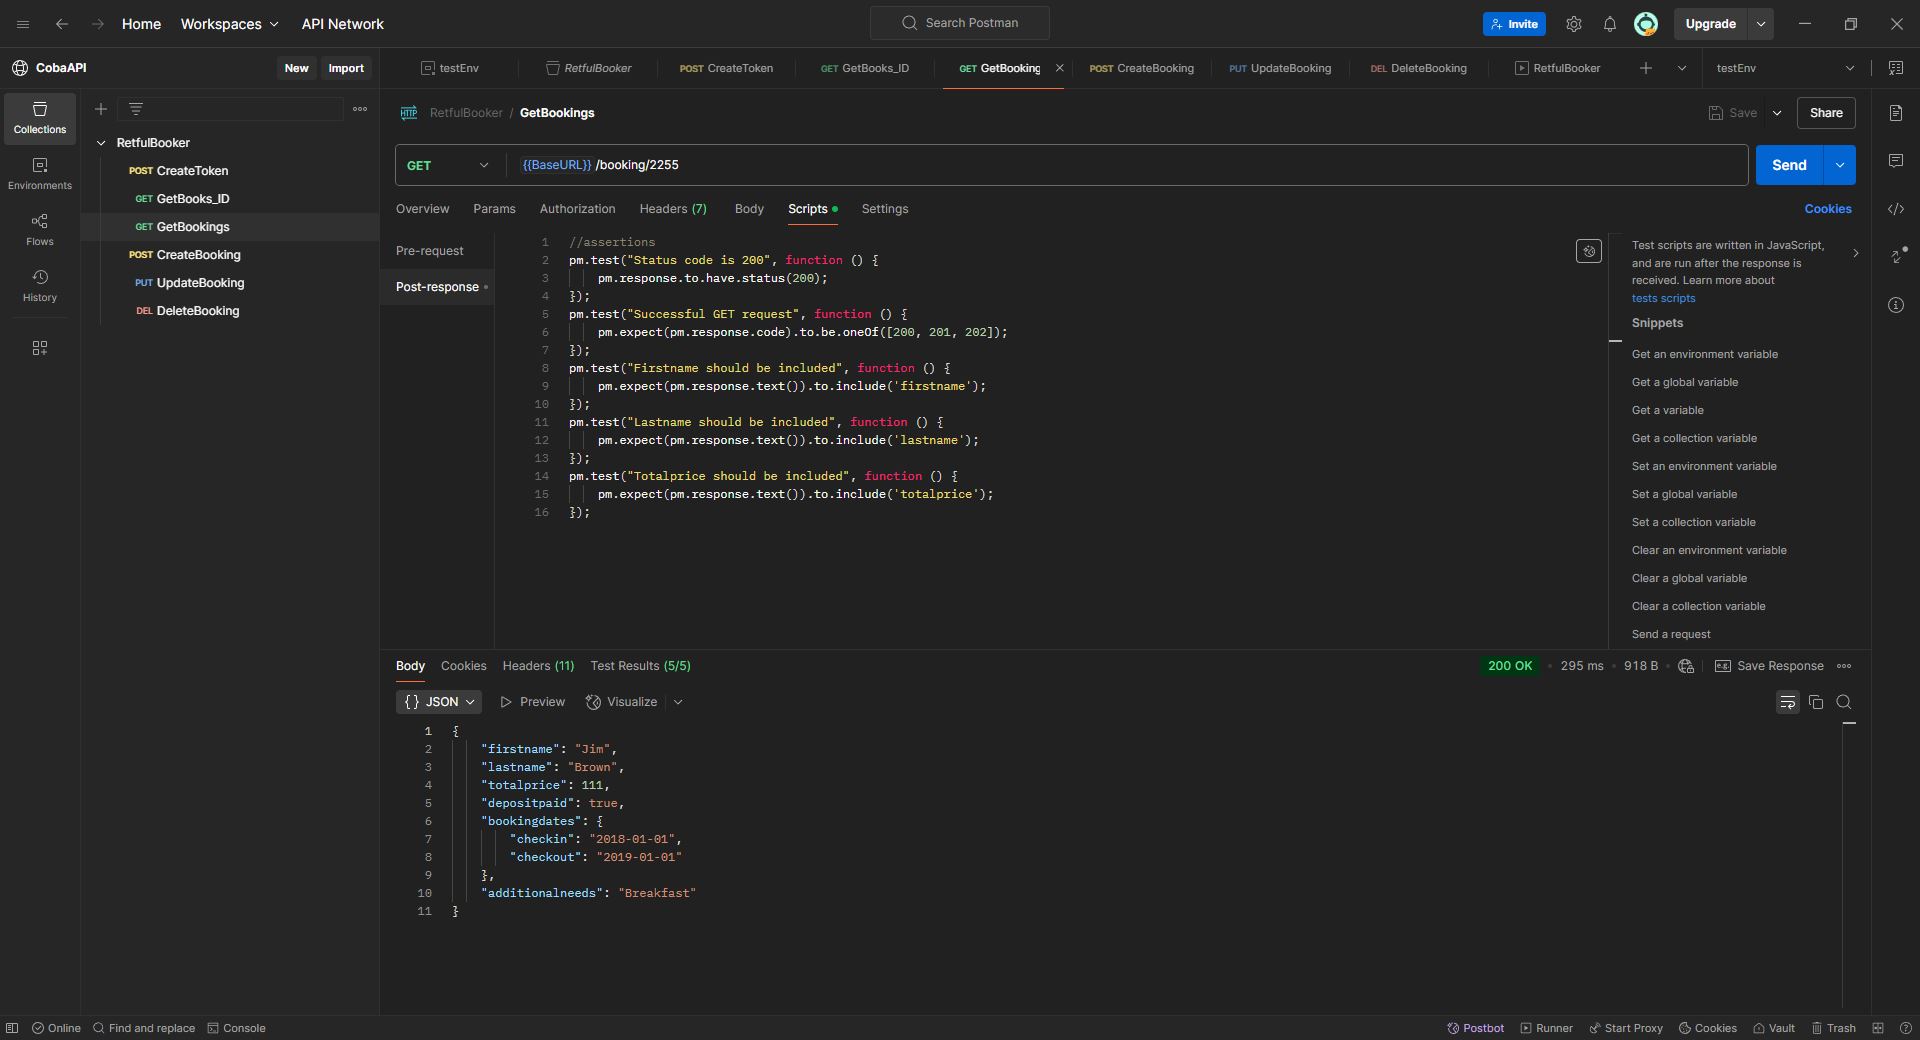 Home Workspaces API Network Search Postman Invite Upgrade
CobaAPI New Import testEnv RetfulBooker POST CreateToken GET GetBooks_ID GET GetBooking POST CreateBooking PUT UpdateBooking DEL DeleteBooking RetfulBooker testEnv
Collections
Environments
Flows
History
RetfulBooker
POST CreateToken
GET GetBooks_ID
GET GetBookings
POST CreateBooking
PUT UpdateBooking
DEL DeleteBooking
HTTP RetfulBooker / GetBookings Save Share
GET {{BaseURL}} /booking/2255 Send
Overview Params Authorization Headers (7) Body Scripts Settings Cookies
Pre-request
Post-response
1 //assertions
2 pm.test("Status code is 200", function () {
3 pm.response.to.have.status(200);
4 });
5 pm.test("Successful GET request", function () {
6 pm.expect(pm.response.code).to.be.oneOf([200, 201, 202]);
7 });
8 pm.test("Firstname should be included", function () {
9 pm.expect(pm.response.text()).to.include('firstname');
10 });
11 pm.test("Lastname should be included", function () {
12 pm.expect(pm.response.text()).to.include('lastname');
13 });
14 pm.test("Totalprice should be included", function () {
15 pm.expect(pm.response.text()).to.include('totalprice');
16 });
Test scripts are written in JavaScript,
and are run after the response is
received. Learn more about
tests scripts
Snippets
Get an environment variable
Get a global variable
Get a variable
Get a collection variable
Set an environment variable
Set a global variable
Set a collection variable
Clear an environment variable
Clear a global variable
Clear a collection variable
Send a request
Body Cookies Headers (11) Test Results (5/5) 200 OK 295 ms 918 B e.g. Save Response
{} JSON Preview Visualize
1 {
2 "firstname": "Jim",
3 "lastname": "Brown",
4 "totalprice": 111,
5 "depositpaid": true,
6 "bookingdates": {
7 "checkin": "2018-01-01",
8 "checkout": "2019-01-01"
9 },
10 "additionalneeds": "Breakfast"
11 }
Online Find and replace Console Postbot Runner Start Proxy Cookies Vault Trash